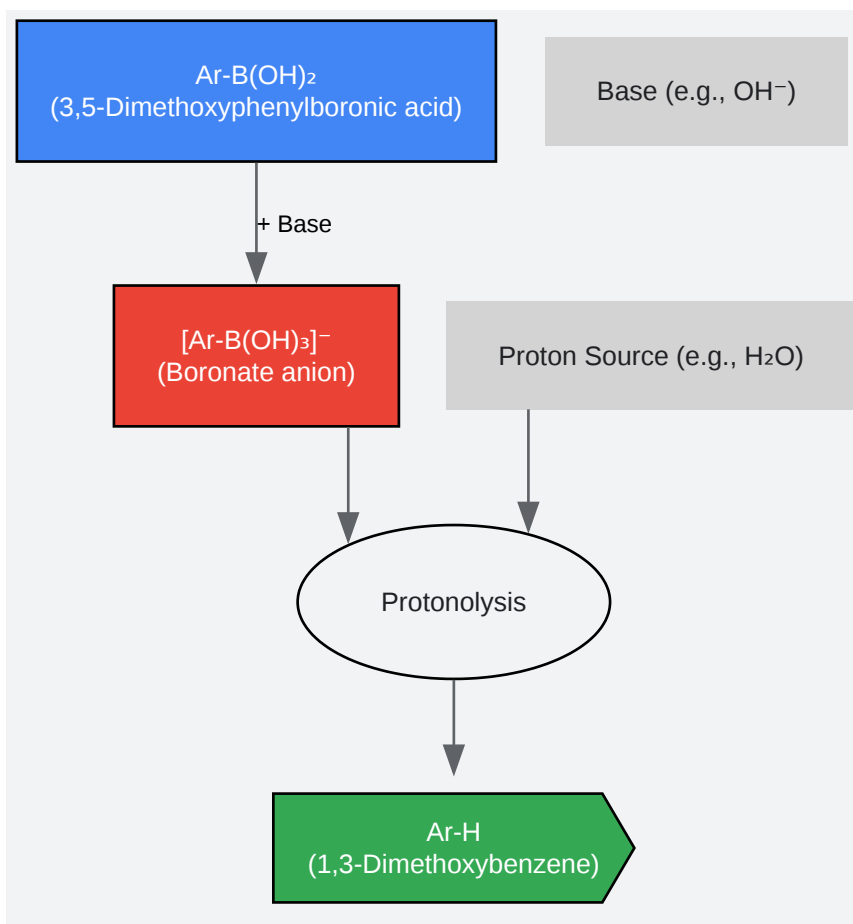 Ar-B(OH)₂
(3,5-Dimethoxyphenylboronic acid)
Base (e.g., OH⁻)
+ Base
[Ar-B(OH)₃]⁻
(Boronate anion)
Proton Source (e.g., H₂O)
Protonolysis
Ar-H
(1,3-Dimethoxybenzene)